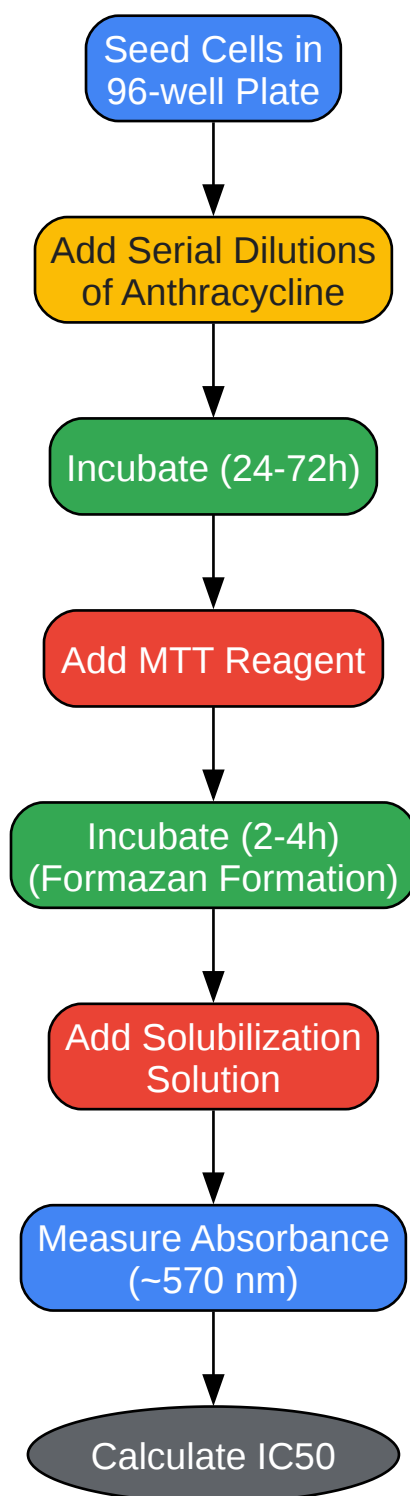 Seed Cells in
96-well Plate
Add Serial Dilutions
of Anthracycline
Incubate (24-72h)
Add MTT Reagent
Incubate (2-4h)
(Formazan Formation)
Add Solubilization
Solution
Measure Absorbance
(~570 nm)
Calculate IC50